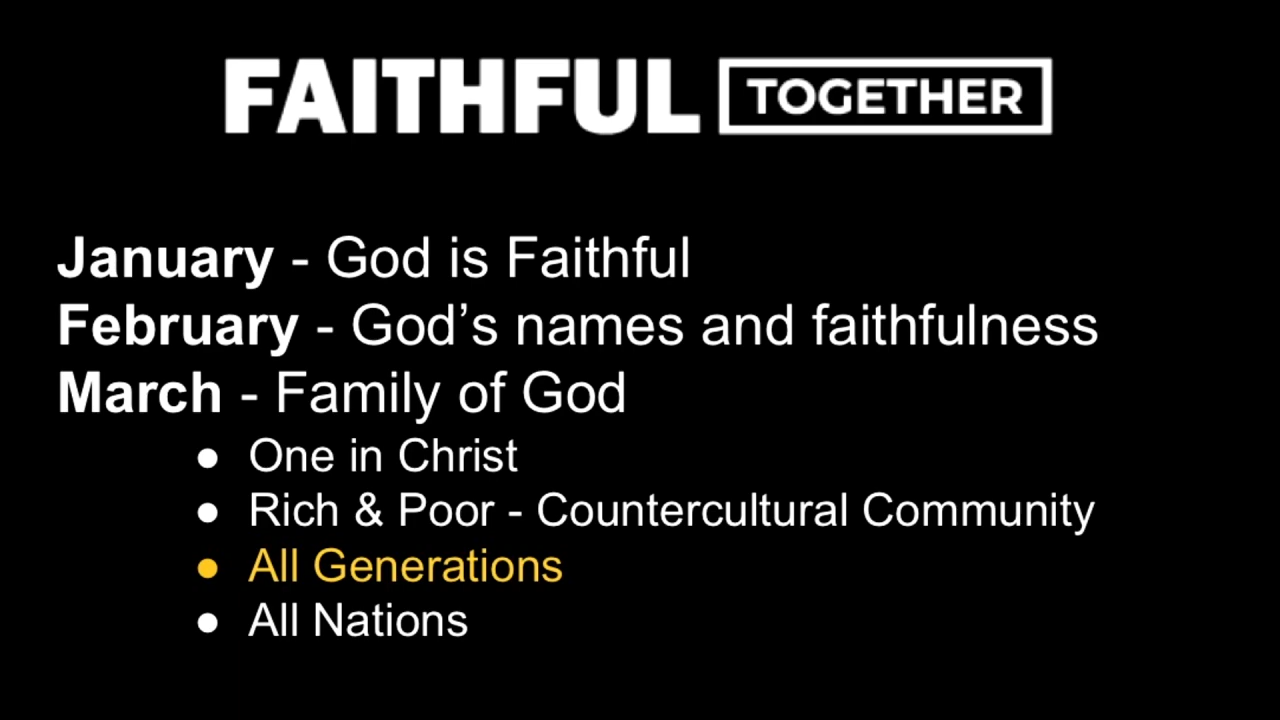 FAITHFUL TOGETHER
January - God is Faithful
February - God’s names and faithfulness
March - Family of God
● One in Christ
● Rich & Poor - Countercultural Community
● All Generations
● All Nations